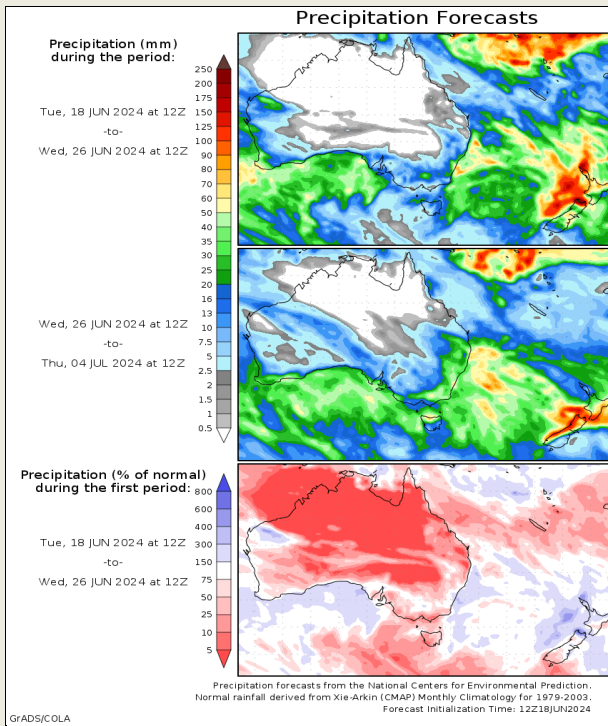 Precipitation Forecasts
Precipitation (mm)
during the period:
Tue, 18 JUN 2024 at 12Z
-to-
Wed, 26 JUN 2024 at 12Z
250
200
175
150
125
100
90
80
70
60
50
40
35
30
25
20
16
13
10
7.5
5
2.5
2
1.5
1
0.5
Wed, 26 JUN 2024 at 12Z
-to-
Thu, 04 JUL 2024 at 12Z
Precipitation (% of normal)
during the first period:
Tue, 18 JUN 2024 at 12Z
-to-
Wed, 26 JUN 2024 at 12Z
800
600
400
300
150
75
50
25
10
5
Precipitation forecasts from the National Centers for Environmental Prediction.
Normal rainfall derived from Xie-Arkin (CMAP) Monthly Climatology for 1979-2003.
Forecast Initialization Time: 12Z18JUN2024
GrADS/COLA